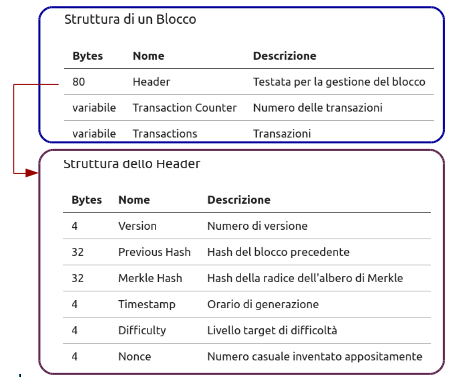 Struttura di un Blocco
Bytes Nome Descrizione
80 Header Testata per la gestione del blocco
variabile Transaction Counter Numero delle transazioni
variabile Transactions Transazioni
Struttura dello Header
Bytes Nome Descrizione
4 Version Numero di versione
32 Previous Hash Hash del blocco precedente
32 Merkle Hash Hash della radice dell'albero di Merkle
4 Timestamp Orario di generazione
4 Difficulty Livello target di difficoltà
4 Nonce Numero casuale inventato appositamente